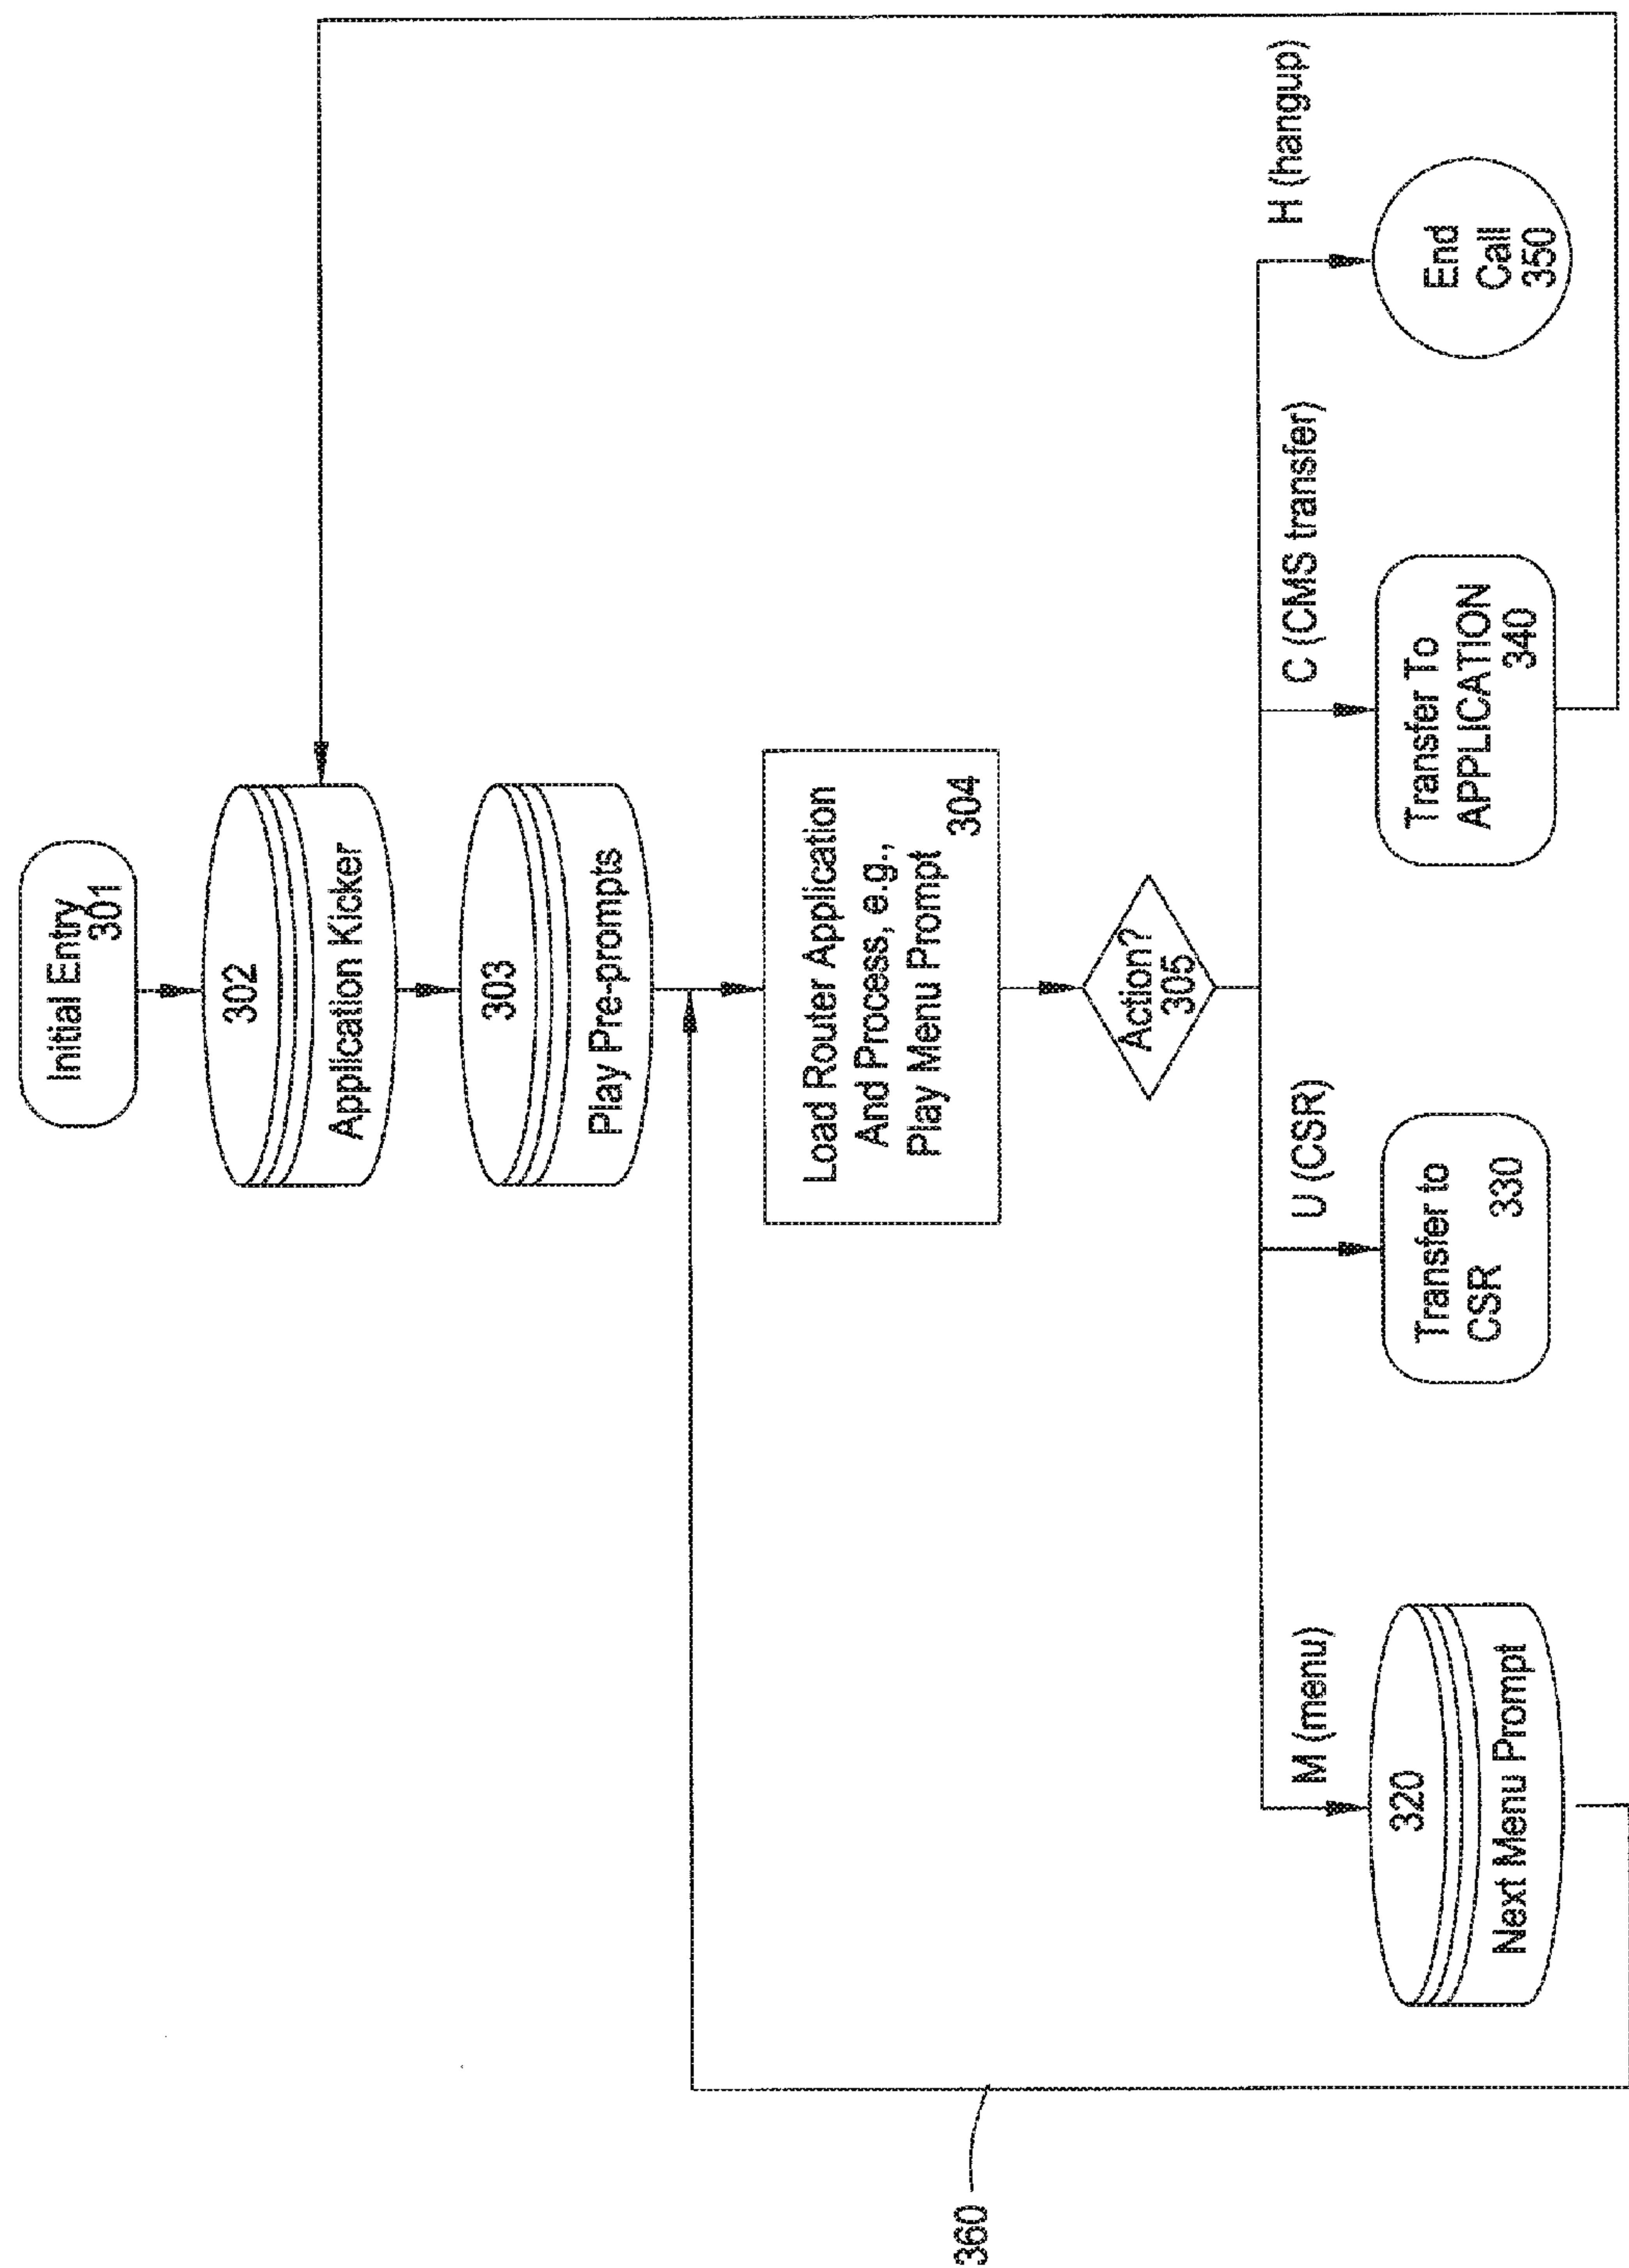 Initial Entry
301
302
Application Kicker
303
Play Pre-prompts
Load Router Application
And Process, e.g.,
Play Menu Prompt
304
Action?
305
M (menu)
U (CSR)
C (CMS transfer)
H (hangup)
320
Next Menu Prompt
Transfer to
CSR 330
Transfer To
APPLICATION
340
End
Call
350
360